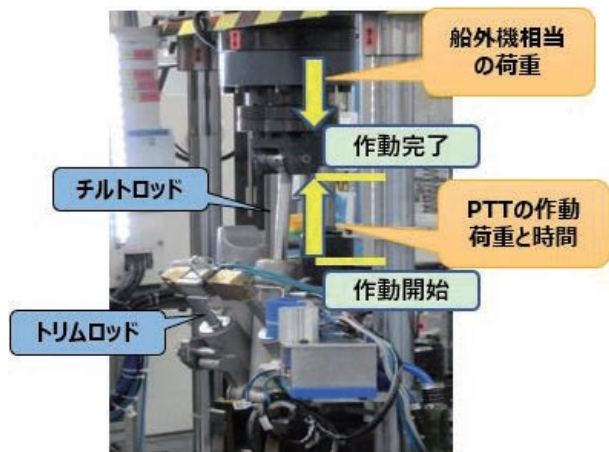 船外機相当
の荷重
作動完了
チルトロッド
PTTの作動
荷重と時間
作動開始
トリムロッド